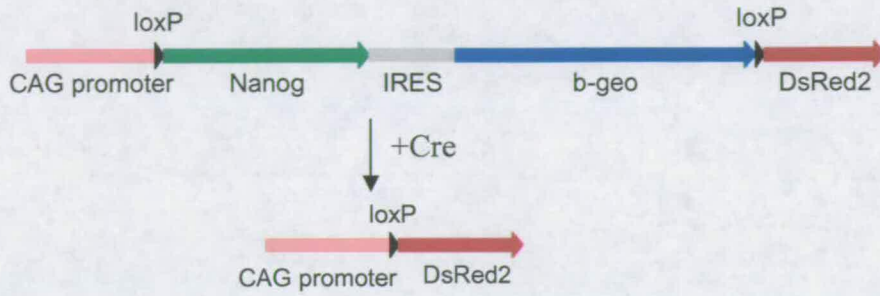 loxP loxP
CAG promoter Nanog IRES b-geo DsRed2
+Cre
loxP
CAG promoter DsRed2